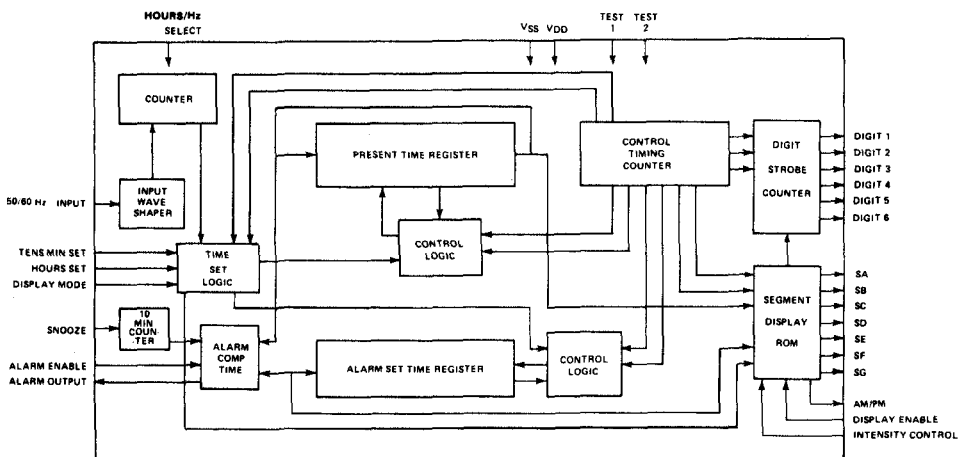 HOURS/Hz
SELECT
VSS VDD
TEST
1
TEST
2
COUNTER
PRESENT TIME REGISTER
CONTROL
TIMING
COUNTER
DIGIT
STROBE
COUNTER
DIGIT 1
DIGIT 2
DIGIT 3
DIGIT 4
DIGIT 5
DIGIT 6
50/60 Hz INPUT
INPUT
WAVE
SHAPER
CONTROL
LOGIC
TENS MIN SET
HOURS SET
DISPLAY MODE
TIME
SET
LOGIC
SEGMENT
DISPLAY
ROM
SA
SB
SC
SD
SE
SF
SG
SNOOZE
10
MIN
COUN-
TER
ALARM ENABLE
ALARM OUTPUT
ALARM
COMP
TIME
ALARM SET TIME REGISTER
CONTROL
LOGIC
AM/PM
DISPLAY ENABLE
INTENSITY CONTROL